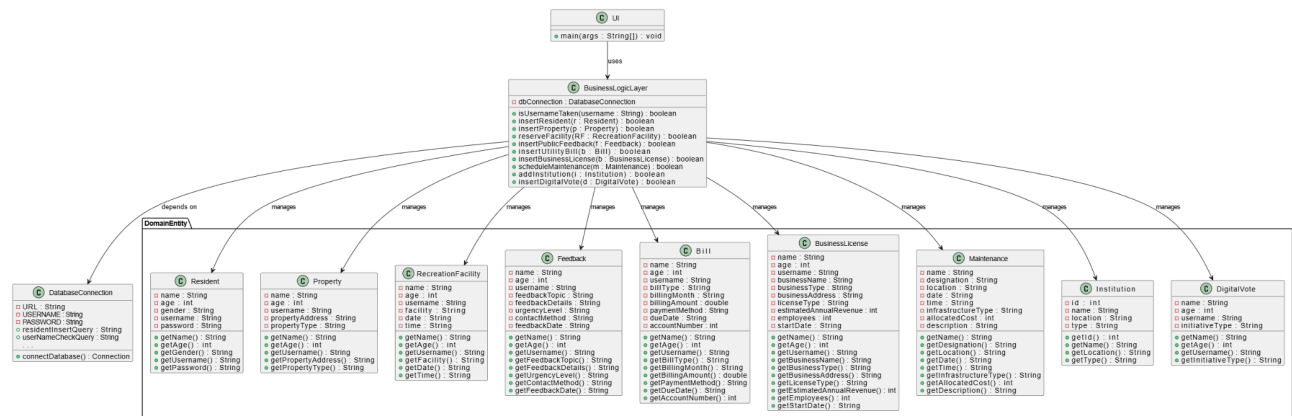 C UI
main(args : String[]) : void
uses
C BusinessLogicLayer
dbConnection : DatabaseConnection
isUsernameTaken(username : String) : boolean
insertResident(r : Resident) : boolean
insertProperty(p : Property) : boolean
reserveFacility(RF : RecreationFacility) : boolean
insertPublicFeedback(f : Feedback) : boolean
insertUtilityBill(b : Bill) : boolean
insertBusinessLicense(b : BusinessLicense) : boolean
scheduleMaintenance(m : Maintenance) : boolean
addInstitution(i : Institution) : boolean
insertDigitalVote(d : DigitalVote) : boolean
depends on
manages
manages
manages
manages
manages
manages
manages
manages
manages
DomainEntity
C DatabaseConnection
URL : String
USERNAME : String
PASSWORD : String
residentInsertQuery : String
userNameCheckQuery : String
. . .
connectDatabase() : Connection
C Resident
name : String
age : int
gender : String
username : String
password : String
getName() : String
getAge() : int
getGender() : String
getUsername() : String
getPassword() : String
C Property
name : String
age : int
username : String
propertyAddress : String
propertyType : String
getName() : String
getAge() : int
getUsername() : String
getPropertyAddress() : String
getPropertyType() : String
C RecreationFacility
name : String
age : int
username : String
facility : String
date : String
time : String
getName() : String
getAge() : int
getUsername() : String
getFacility() : String
getDate() : String
getTime() : String
C Feedback
name : String
age : int
username : String
feedbackTopic : String
feedbackDetails : String
urgencyLevel : String
contactMethod : String
feedbackDate : String
getName() : String
getAge() : int
getUsername() : String
getFeedbackTopic() : String
getFeedbackDetails() : String
getUrgencyLevel() : String
getContactMethod() : String
getFeedbackDate() : String
C Bill
name : String
age : int
username : String
billType : String
billingMonth : String
billingAmount : double
paymentMethod : String
dueDate : String
accountNumber : int
getName() : String
getAge() : int
getUsername() : String
getBillType() : String
getBillingMonth() : String
getBillingAmount() : double
getPaymentMethod() : String
getDueDate() : String
getAccountNumber() : int
C BusinessLicense
name : String
age : int
username : String
businessName : String
businessType : String
businessAddress : String
licenseType : String
estimatedAnnualRevenue : int
employees : int
startDate : String
getName() : String
getAge() : int
getUsername() : String
getBusinessName() : String
getBusinessType() : String
getBusinessAddress() : String
getLicenseType() : String
getEstimatedAnnualRevenue() : int
getEmployees() : int
getStartDate() : String
C Maintenance
name : String
designation : String
location : String
date : String
time : String
infrastructureType : String
allocatedCost : int
description : String
getName() : String
getDesignation() : String
getLocation() : String
getDate() : String
getTime() : String
getInfrastructureType() : String
getAllocatedCost() : int
getDescription() : String
C Institution
id : int
name : String
location : String
type : String
getId() : int
getName() : String
getLocation() : String
getType() : String
C DigitalVote
name : String
age : int
username : String
initiativeType : String
getName() : String
getAge() : int
getUsername() : String
getInitiativeType() : String